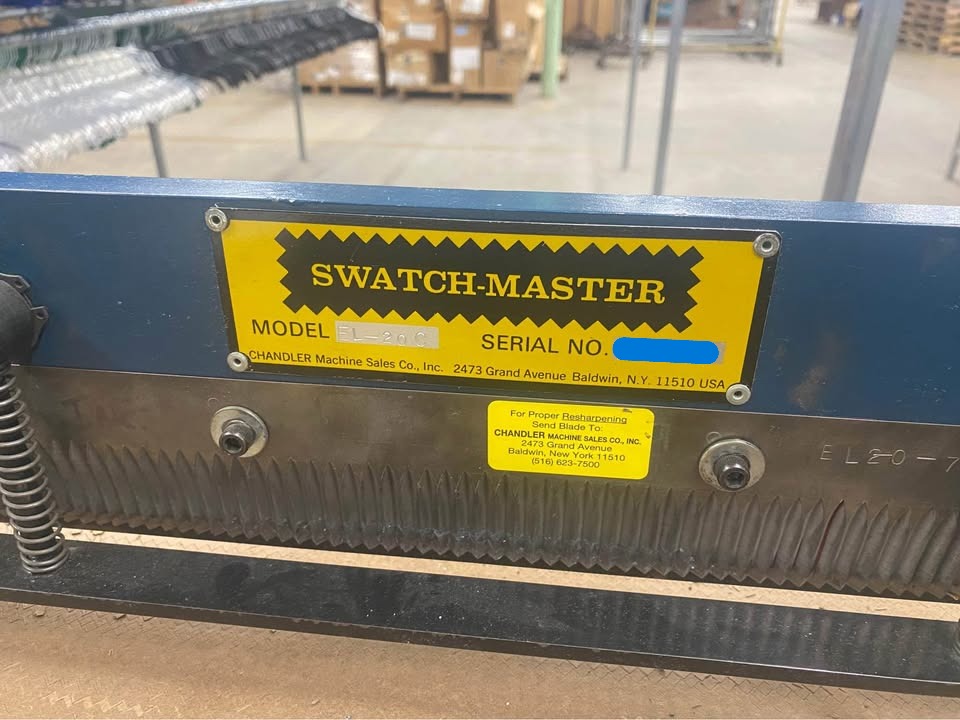 SWATCH-MASTER
MODEL EL-20C SERIAL NO.
CHANDLER Machine Sales Co., Inc. 2473 Grand Avenue Baldwin, N.Y. 11510 USA
For Proper Resharpening
Send Blade To:
CHANDLER MACHINE SALES CO., INC.
2473 Grand Avenue
Baldwin, New York 11510
(516) 623-7500
EL20-7